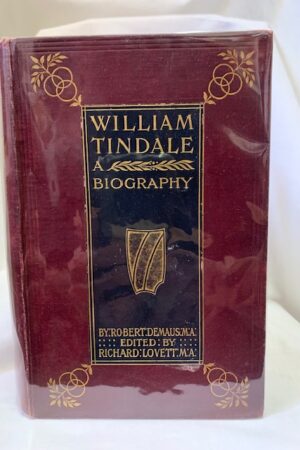 WILLIAM
TINDALE
A
BIOGRAPHY
BY:ROBERT DEMAUS.M.A:
:::: EDITED: BY ::::
RICHARD: LOVETT: M.A: